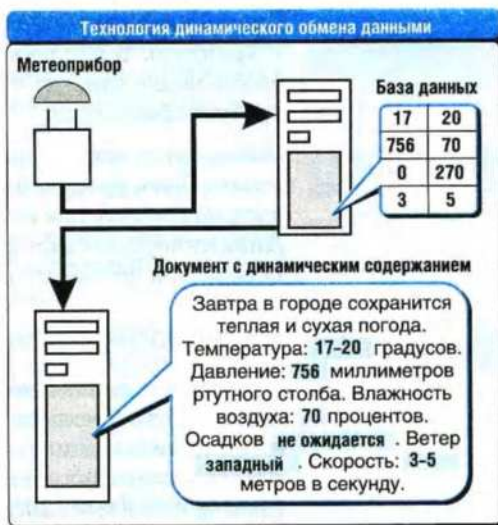 Технология динамического обмена данными
Метеоприбор
База данных
17 20
756 70
0 270
3 5
Документ с динамическим содержанием
Завтра в городе сохранится
теплая и сухая погода.
Температура: 17-20 градусов.
Давление: 756 миллиметров
ртутного столба. Влажность
воздуха: 70 процентов.
Осадков не ожидается . Ветер
западный . Скорость: 3-5
метров в секунду.